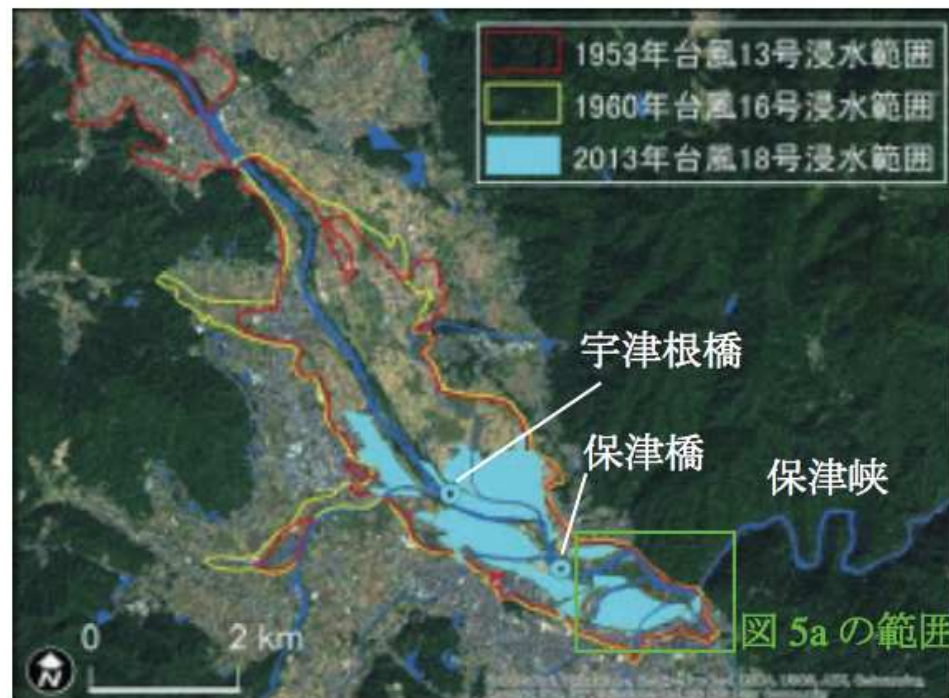 1953年台風13号浸水範囲
1960年台風16号浸水範囲
2013年台風18号浸水範囲
宇津根橋
保津橋
保津峡
図 5a の範囲
0 2 km
N